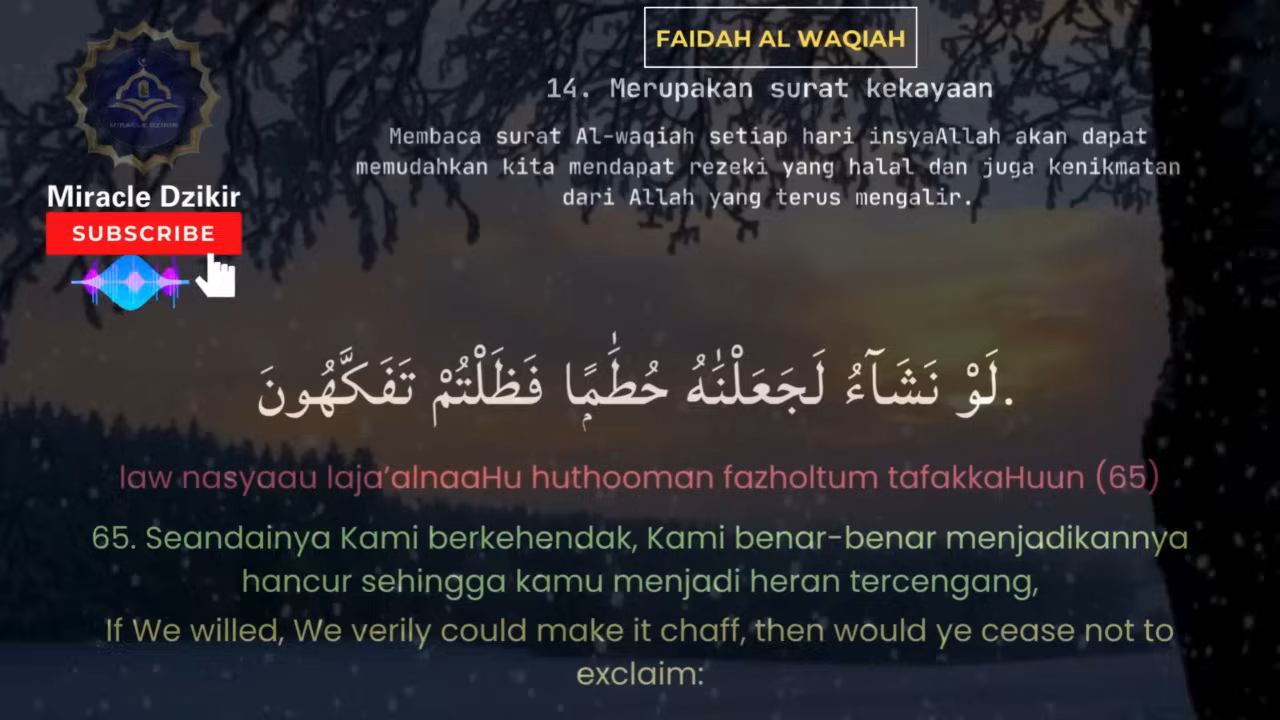 FAIDAH AL WAQIAH
14. Merupakan surat kekayaan
Membaca surat Al-waqiah setiap hari insyaAllah akan dapat
memudahkan kita mendapat rezeki yang halal dan juga kenikmatan
dari Allah yang terus mengalir.
MIRACLE DZIKIR
Miracle Dzikir
SUBSCRIBE
لَوْ نَشَآءُ لَجَعَلْنَٰهُ حُطَٰمًۭا فَظَلْتُمْ تَفَكَّهُونَ.
law nasyaau laja’alnaaHu huthooman fazholtum tafakkaHuun (65)
65. Seandainya Kami berkehendak, Kami benar-benar menjadikannya
hancur sehingga kamu menjadi heran tercengang,
If We willed, We verily could make it chaff, then would ye cease not to
exclaim: